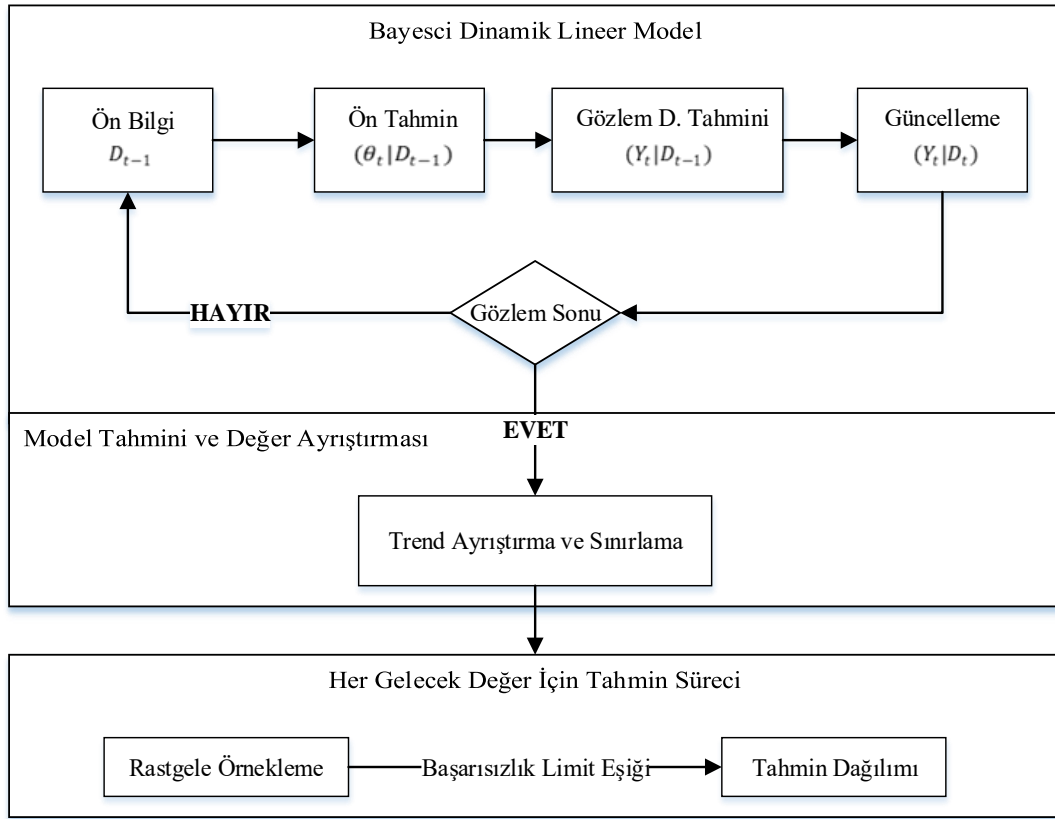 Bayesci Dinamik Lineer Model
Ön Bilgi
D_{t-1}
Ön Tahmin
(θ_t|D_{t-1})
Gözlem D. Tahmini
(Y_t|D_{t-1})
Güncelleme
(Y_t|D_t)
HAYIR
Gözlem Sonu
EVET
Model Tahmini ve Değer Ayrıştırması
Trend Ayrıştırma ve Sınırlama
Her Gelecek Değer İçin Tahmin Süreci
Rastgele Örnekleme
Başarısızlık Limit Eşiği
Tahmin Dağılımı